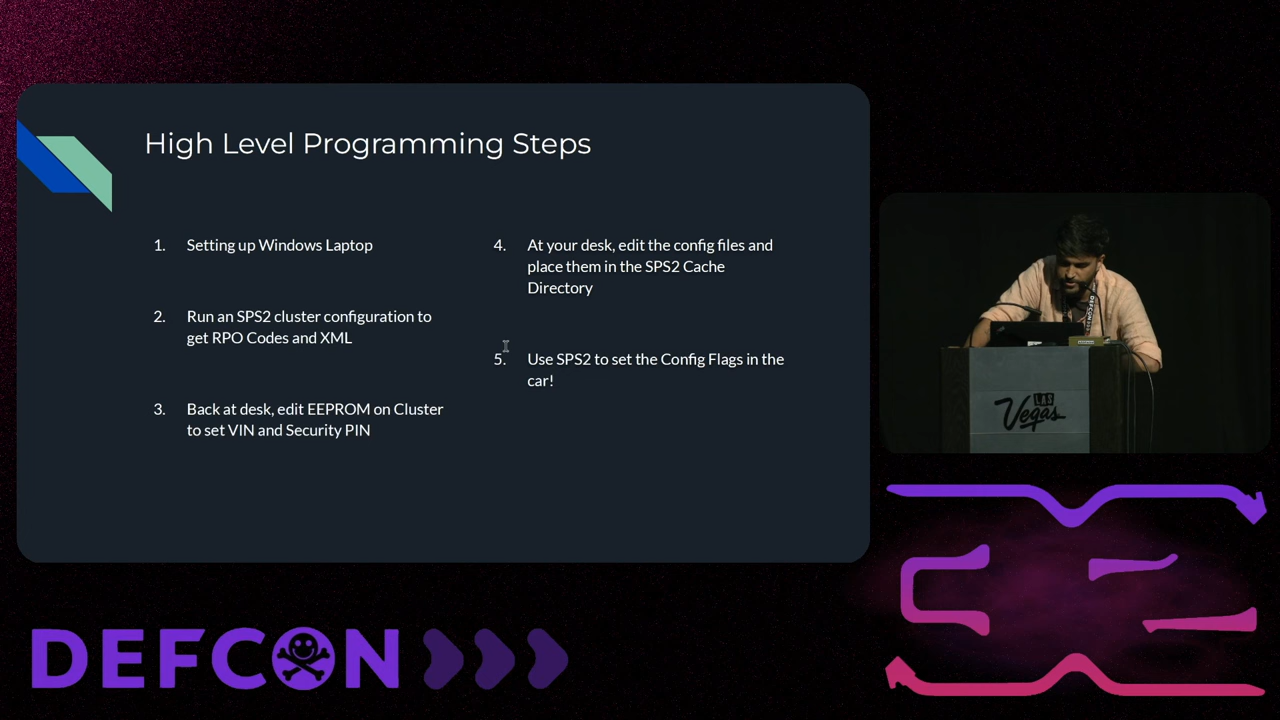 High Level Programming Steps
1. Setting up Windows Laptop
2. Run an SPS2 cluster configuration to
get RPO Codes and XML
3. Back at desk, edit EEPROM on Cluster
to set VIN and Security PIN
4. At your desk, edit the config files and
place them in the SPS2 Cache
Directory
5. Use SPS2 to set the Config Flags in the
car!
LAS
Vegas
DEFCON